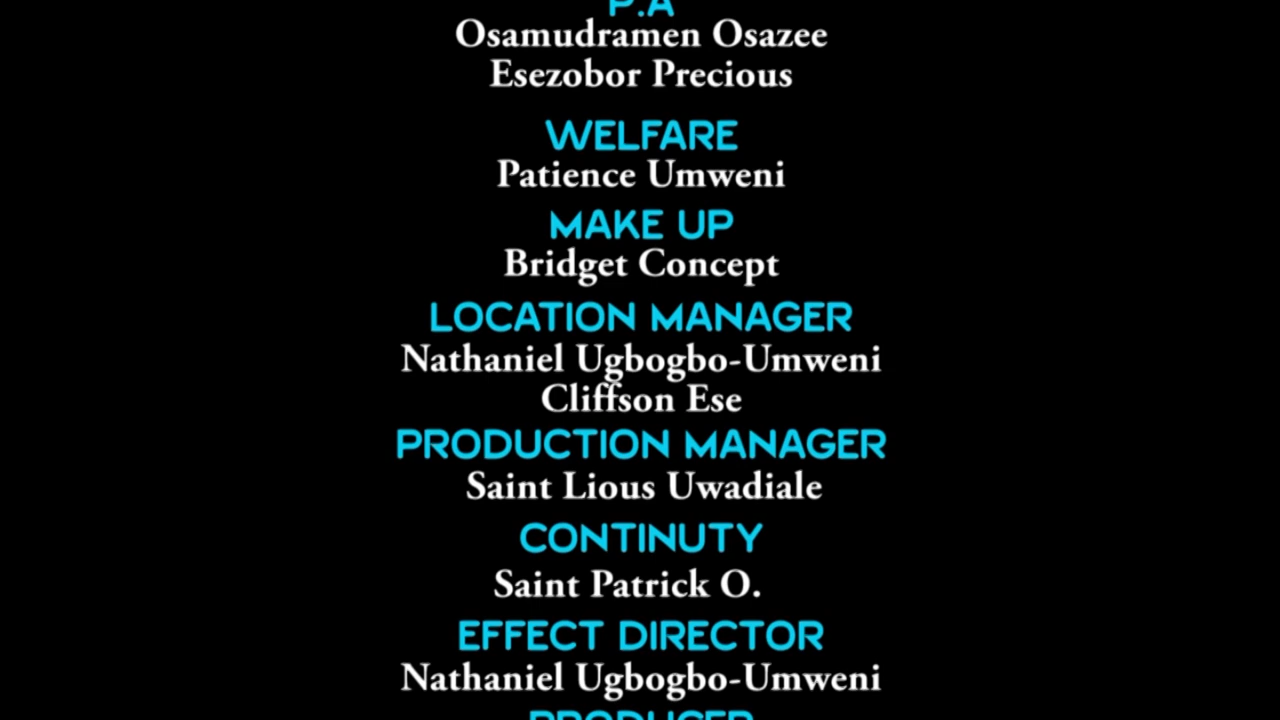 P.A
Osamudramen Osazee
Esezobor Precious
WELFARE
Patience Umweni
MAKE UP
Bridget Concept
LOCATION MANAGER
Nathaniel Ugbogbo-Umweni
Cliffson Ese
PRODUCTION MANAGER
Saint Lious Uwadiale
CONTINUTY
Saint Patrick O.
EFFECT DIRECTOR
Nathaniel Ugbogbo-Umweni
PRODUCER